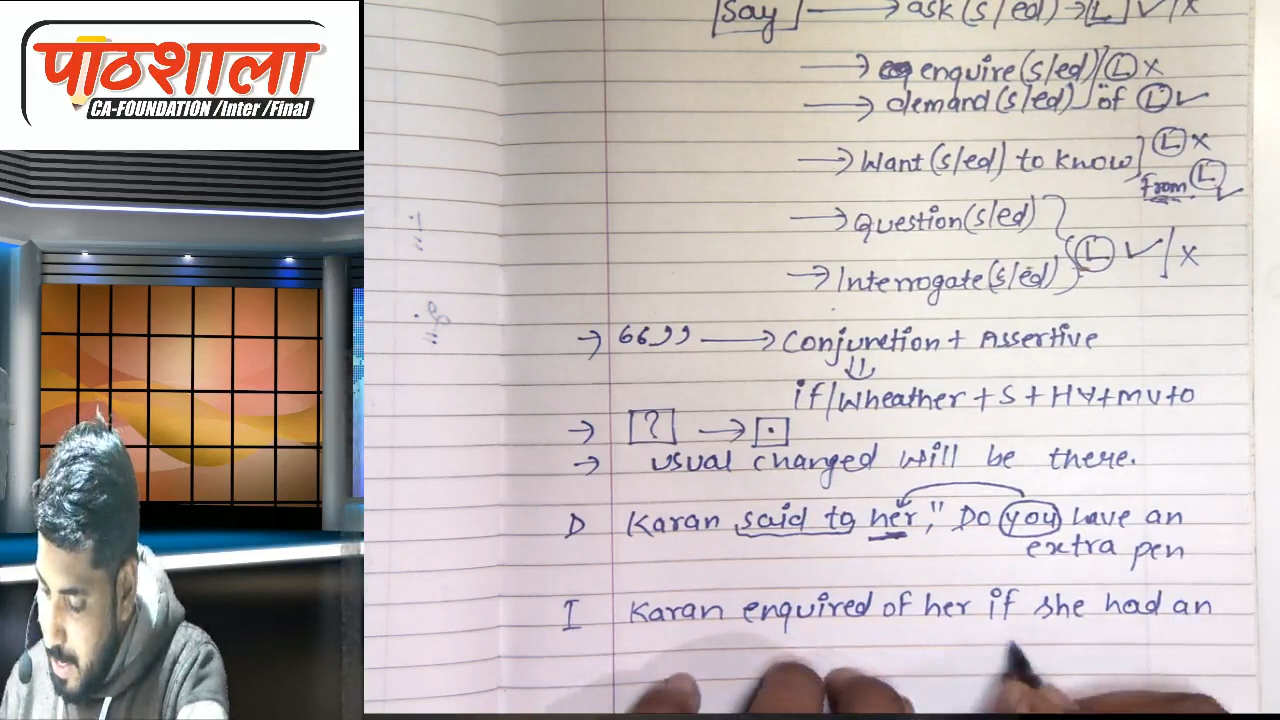 पाठशाला
CA-FOUNDATION /Inter /Final
Say → ask (s/ed) → L ✓/x
→ enquire (s/ed) L x
→ demand (s/ed) of L ✓
→ Want (s/ed) to know L x
from L ✓
→ Question (s/ed)
L ✓/x
→ Interrogate (s/ed)
→ 66,, → Conjunction + Assertive
if/Wheather + S + HV + mv + o
→ ? → .
→ usual changed will be there.
D Karan said to her," Do you have an
extra pen
I Karan enquired of her if she had an